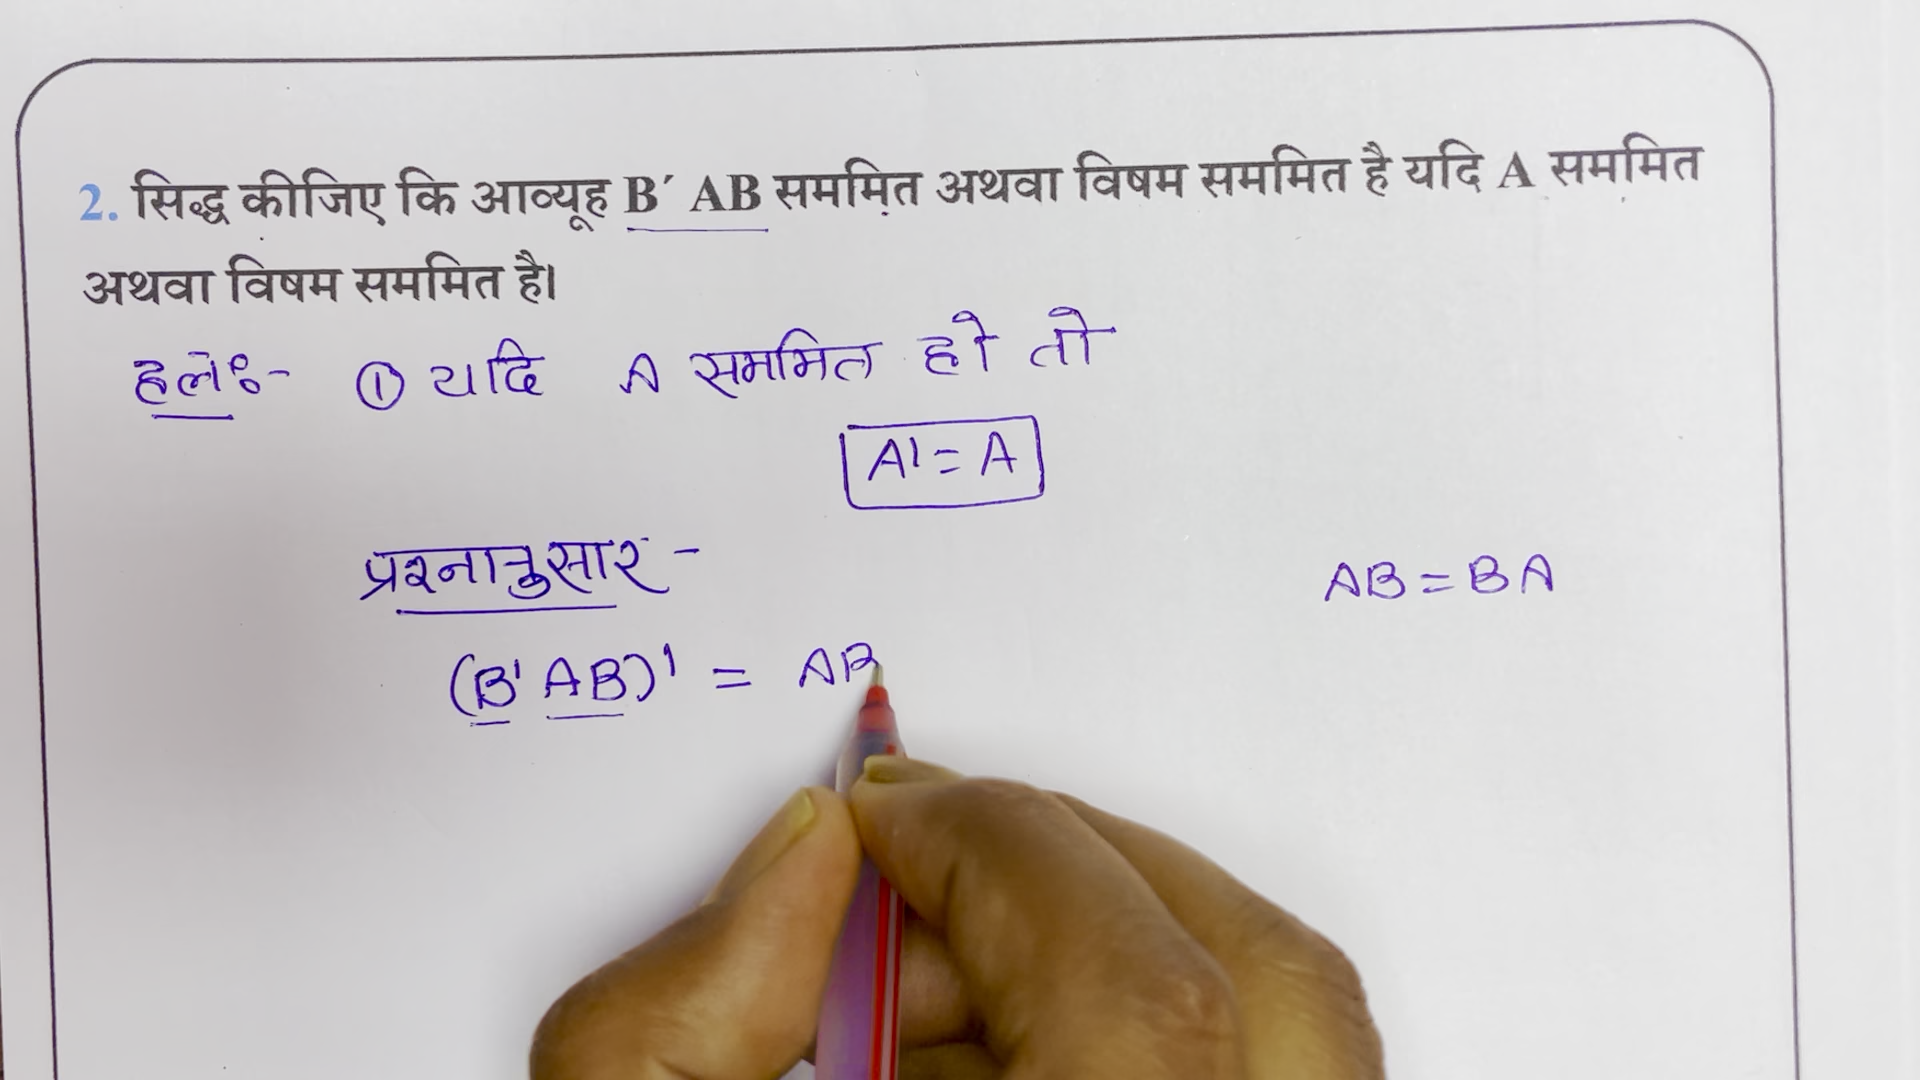 2. सिद्ध कीजिए कि आव्यूह B′ AB सममित अथवा विषम सममित है यदि A सममित
अथवा विषम सममित है।
हलः- ① यदि A सममित हो तो
A' = A
प्रश्नानुसार -
AB = BA
(B' AB)' = AB